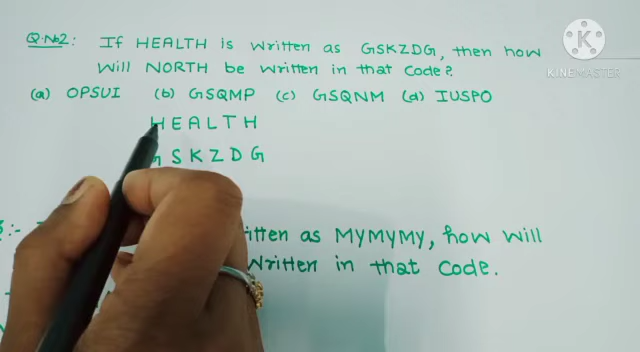 Q.No2: If HEALTH is written as GSKZDG, then how
will NORTH be written in that code?
(a) OPSUI (b) GSQMP (c) GSQNM (d) IUSPO
KINEMASTER
HEALTH
GSKZDG
itten as MYMYMY, how will
written in that code.